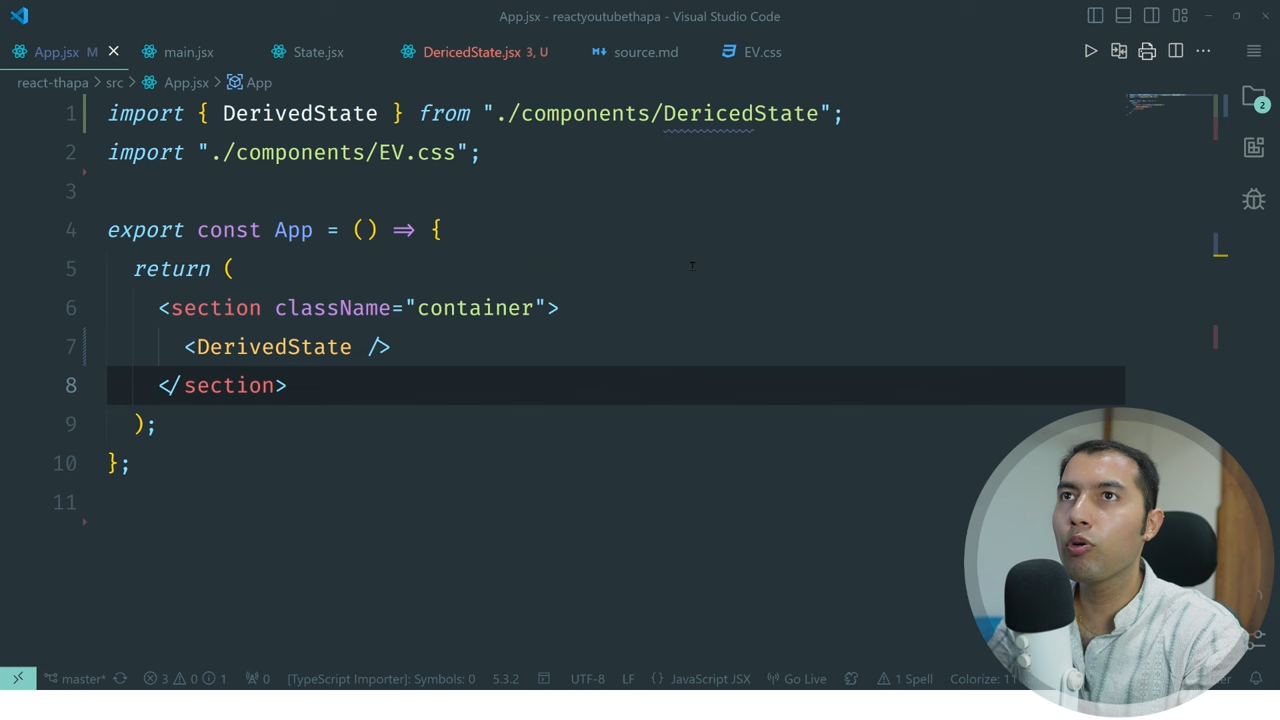 App.jsx - reactyoutubethapa - Visual Studio Code
App.jsx M main.jsx State.jsx DericedState.jsx 3, U source.md EV.css
react-thapa > src > App.jsx > App
1 import { DerivedState } from "./components/DericedState";
2 import "./components/EV.css";
3
4 export const App = () => {
5 return (
6 <section className="container">
7 <DerivedState />
8 </section>
9 );
10 };
11
2
master* 3 0 1 0 [TypeScript Importer]: Symbols: 0 5.3.2 UTF-8 LF {} JavaScript JSX Go Live 1 Spell Colorize: 11